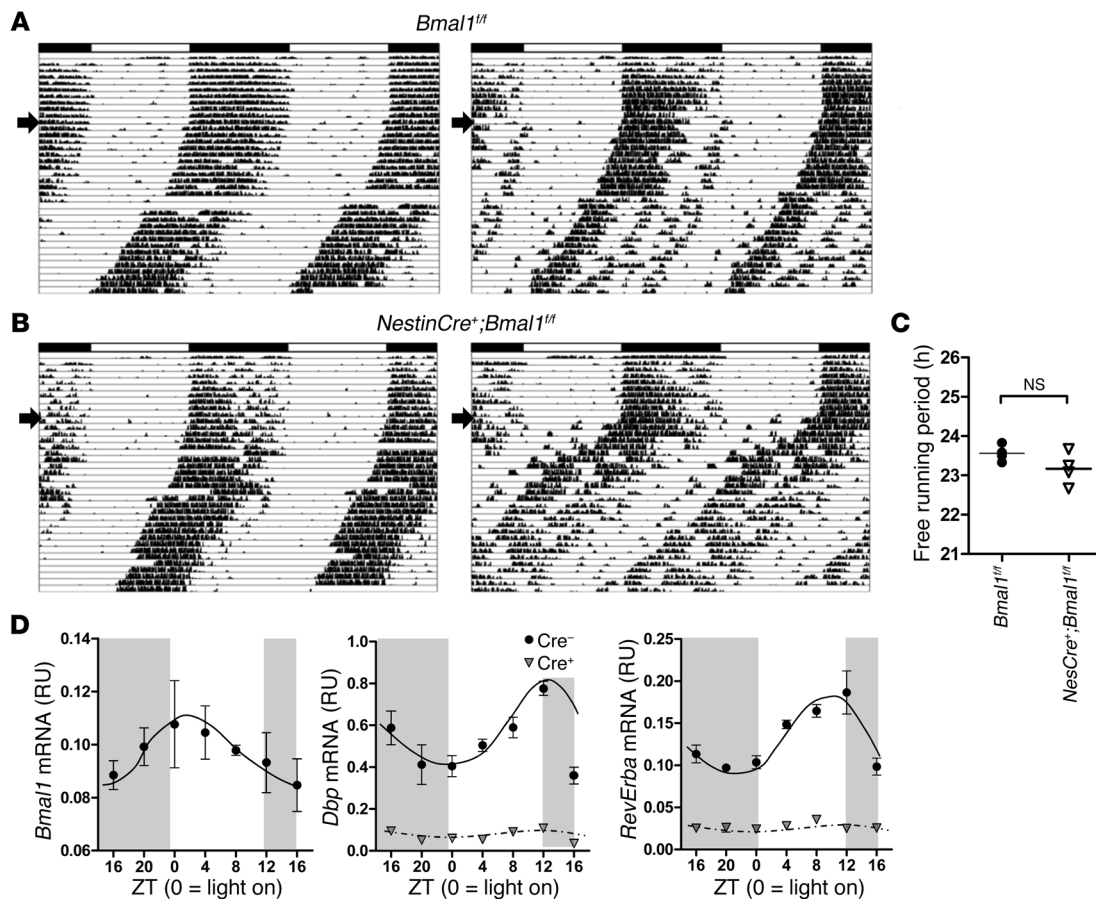 A
Bmal1f/f
B
NestinCre+;Bmal1f/f
C
Free running period (h)
26
25
24
23
22
21
NS
Bmal1f/f
NesCre+;Bmal1f/f
D
Bmal1 mRNA (RU)
0.14
0.12
0.10
0.08
0.06
16 20 0 4 8 12 16
ZT (0 = light on)
Dbp mRNA (RU)
1.0
0.8
0.6
0.4
0.2
0.0
Cre−
Cre+
16 20 0 4 8 12 16
ZT (0 = light on)
RevErba mRNA (RU)
0.25
0.20
0.15
0.10
0.05
0.00
16 20 0 4 8 12 16
ZT (0 = light on)